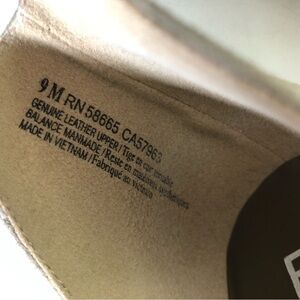 9 M RN 58665 CA57963
GENUINE LEATHER UPPER/Tige en cuir véritable
BALANCE MANMADE/Reste en matières synthétiques
MADE IN VIETNAM/Fabriqué au vietnam